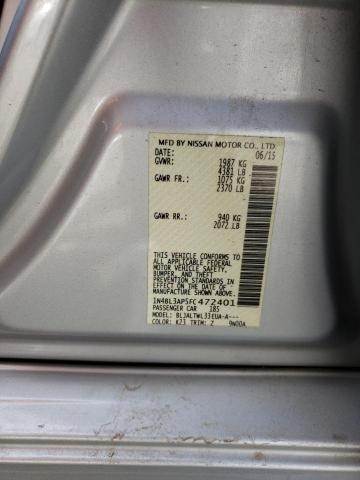 MFD BY NISSAN MOTOR CO., LTD.
DATE: 06/15
GVWR: 1987 KG
4381 LB
GAWR FR.: 1075 KG
2370 LB
GAWR RR.: 940 KG
2072 LB
THIS VEHICLE CONFORMS TO ALL
APPLICABLE FEDERAL MOTOR VEHICLE
SAFETY, BUMPER, AND THEFT
PREVENTION STANDARDS IN
EFFECT ON THE DATE OF
MANUFACTURE SHOWN ABOVE.
1N4BL3AP5FC472401
PASSENGER CAR 185
MODEL: BL3ALTWL33EUA-A---
COLOR: K23 TRIM: Z 9W00A